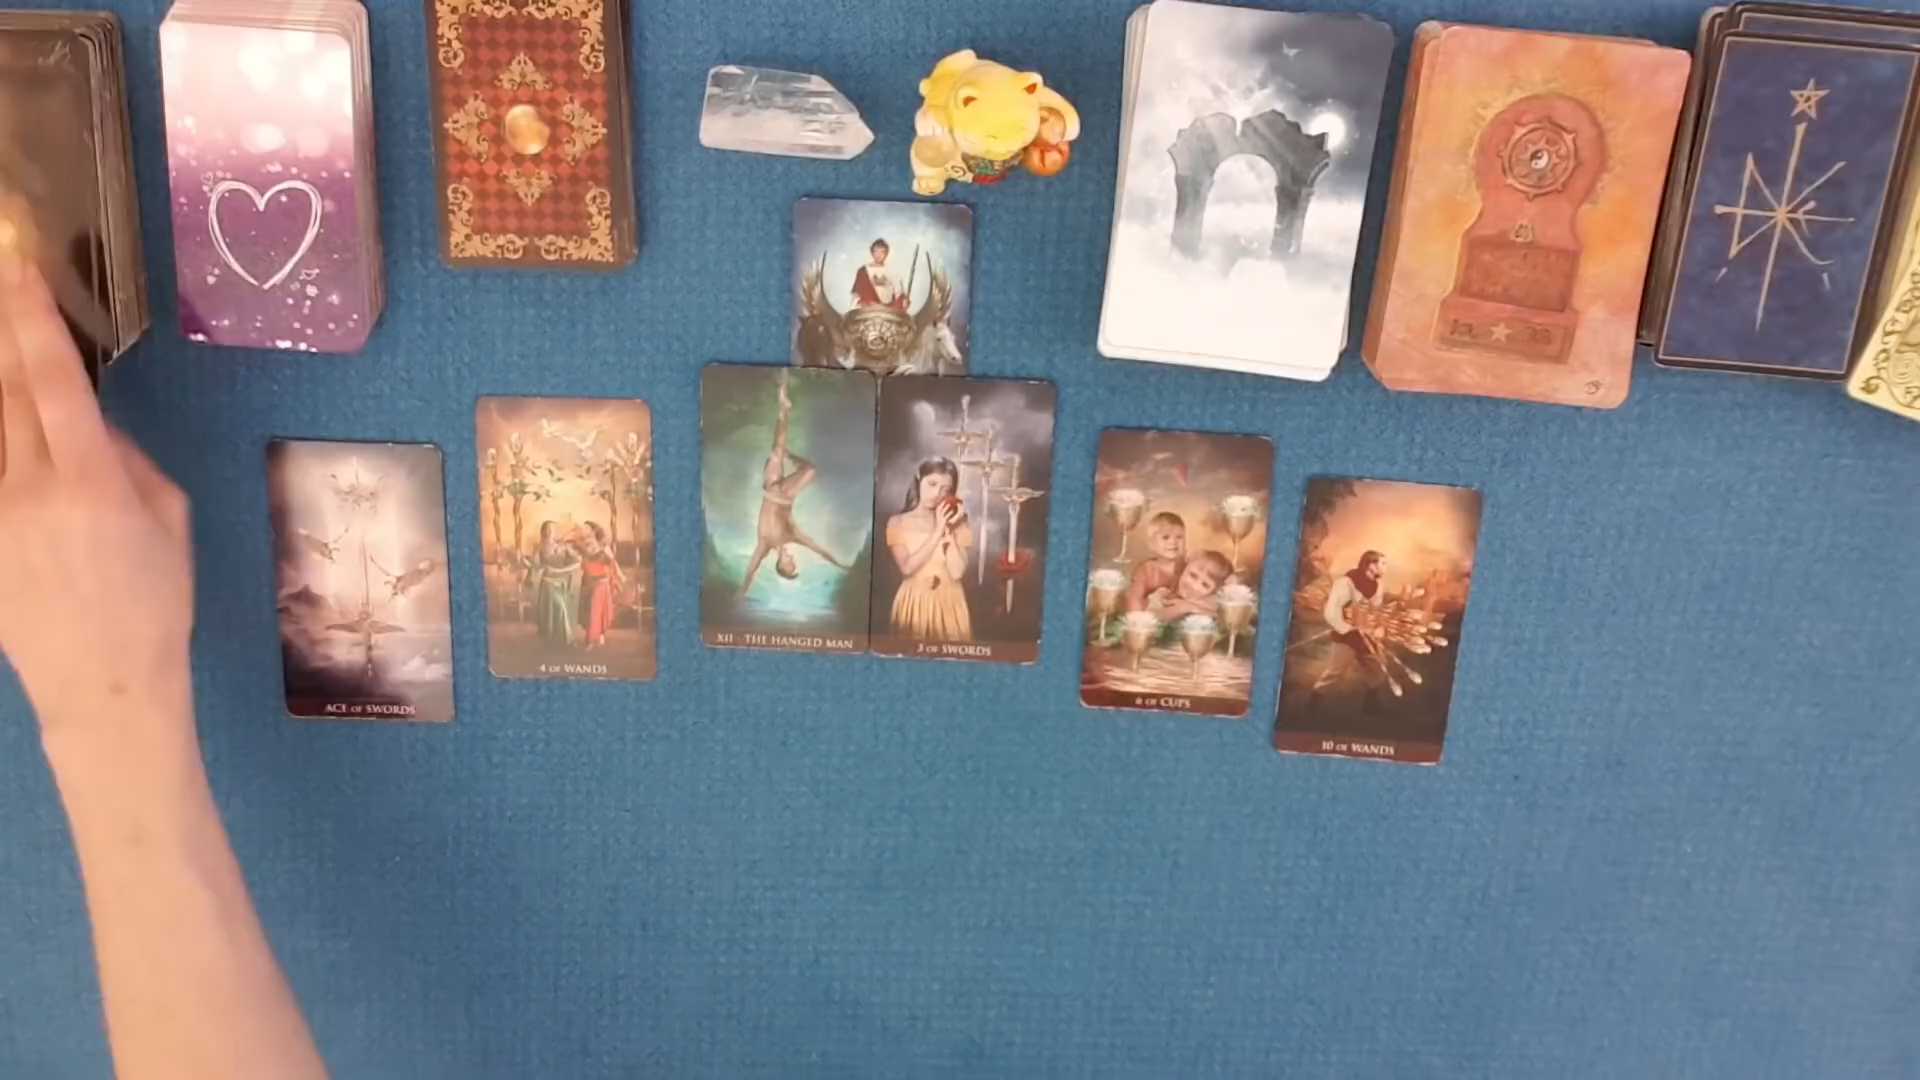 ACE OF SWORDS
4 OF WANDS
XII - THE HANGED MAN
3 OF SWORDS
6 OF CUPS
10 OF WANDS